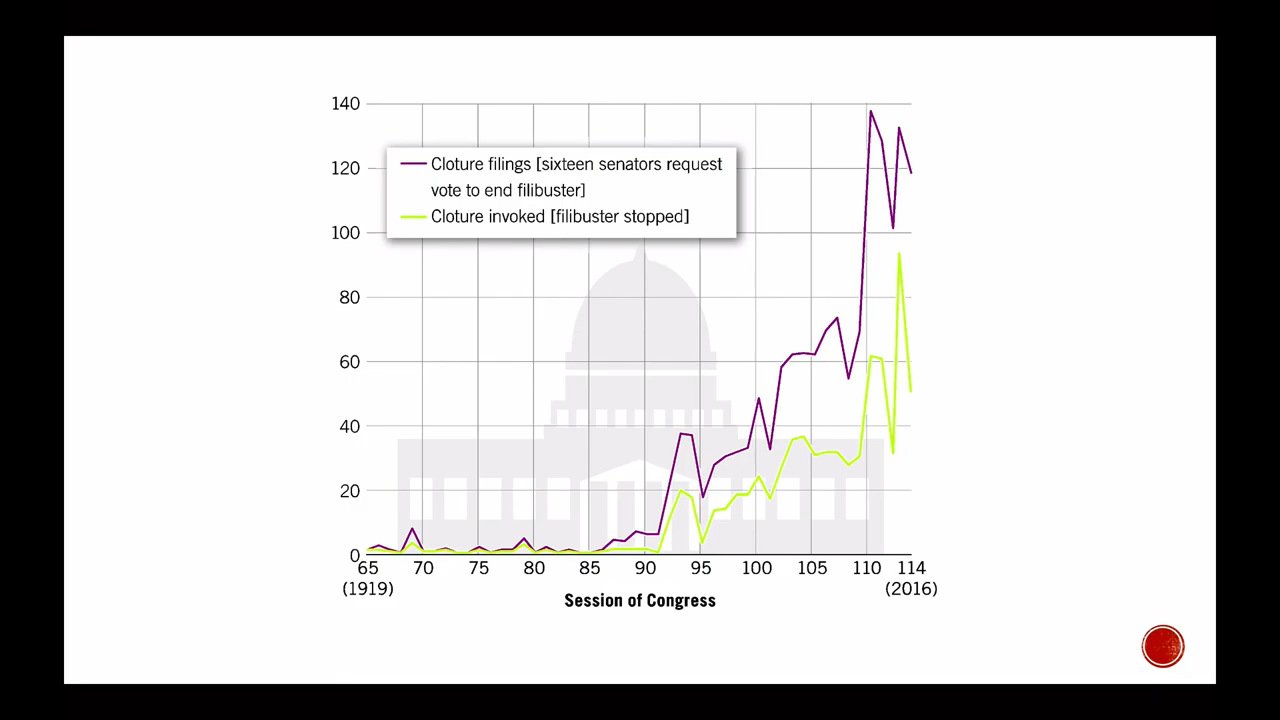 140
120
100
80
60
40
20
0
Cloture filings [sixteen senators request
vote to end filibuster]
Cloture invoked [filibuster stopped]
65 70 75 80 85 90 95 100 105 110 114
(1919) (2016)
Session of Congress